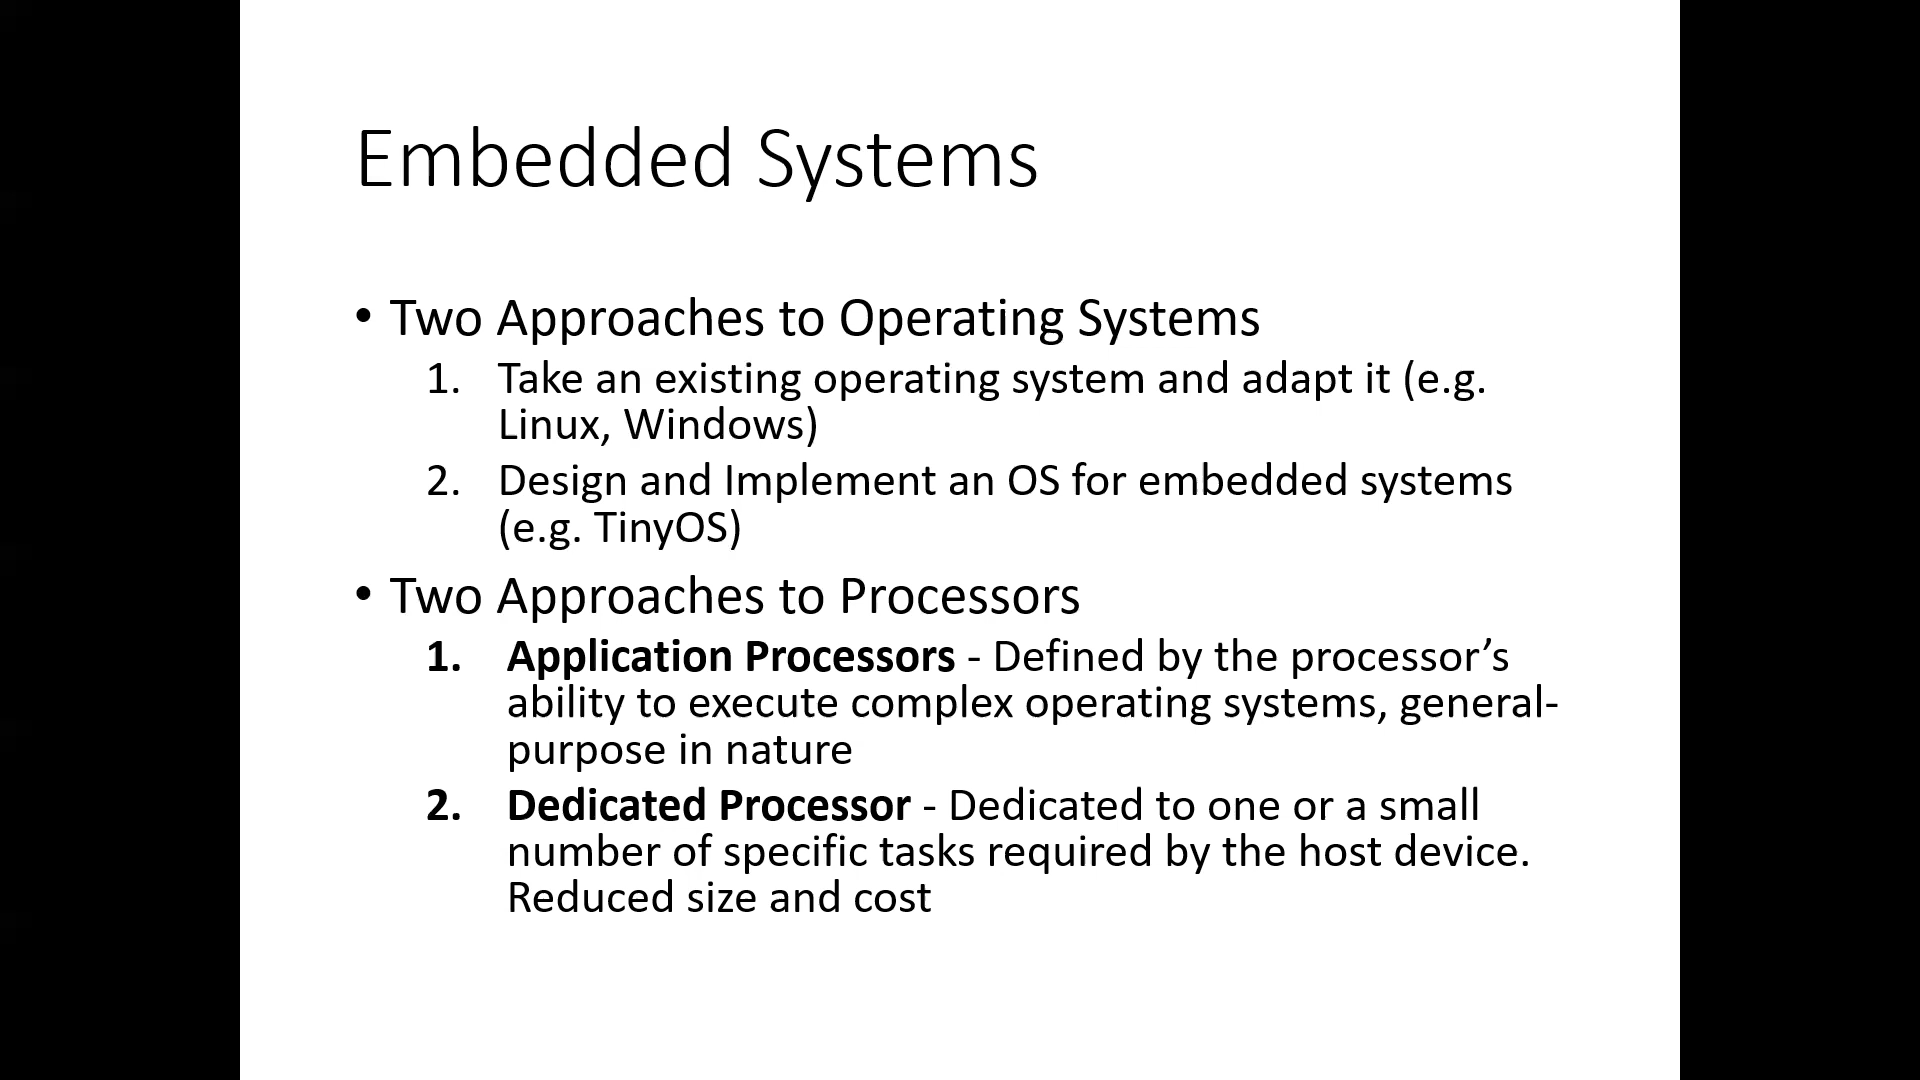 Embedded Systems
• Two Approaches to Operating Systems
1. Take an existing operating system and adapt it (e.g.
Linux, Windows)
2. Design and Implement an OS for embedded systems
(e.g. TinyOS)
• Two Approaches to Processors
1. Application Processors - Defined by the processor’s
ability to execute complex operating systems, general-
purpose in nature
2. Dedicated Processor - Dedicated to one or a small
number of specific tasks required by the host device.
Reduced size and cost